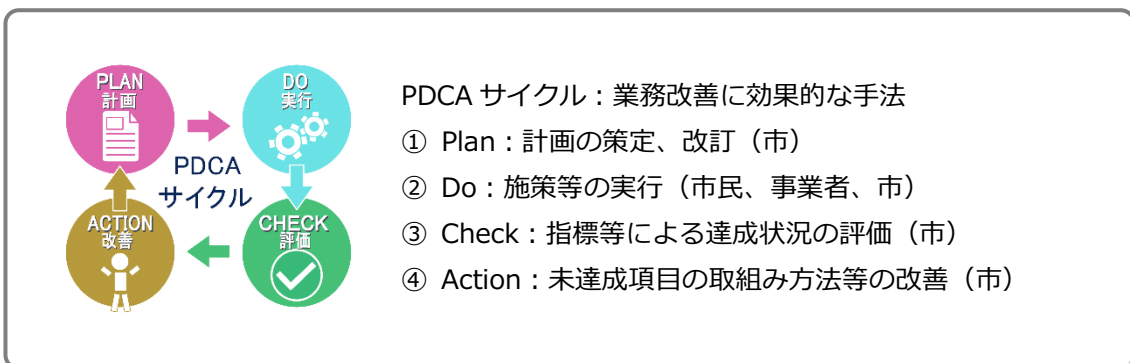 PLAN
計画
DO
実行
PDCA
サイクル
ACTION
改善
CHECK
評価
PDCA サイクル：業務改善に効果的な手法
① Plan：計画の策定、改訂（市）
② Do：施策等の実行（市民、事業者、市）
③ Check：指標等による達成状況の評価（市）
④ Action：未達成項目の取組み方法等の改善（市）